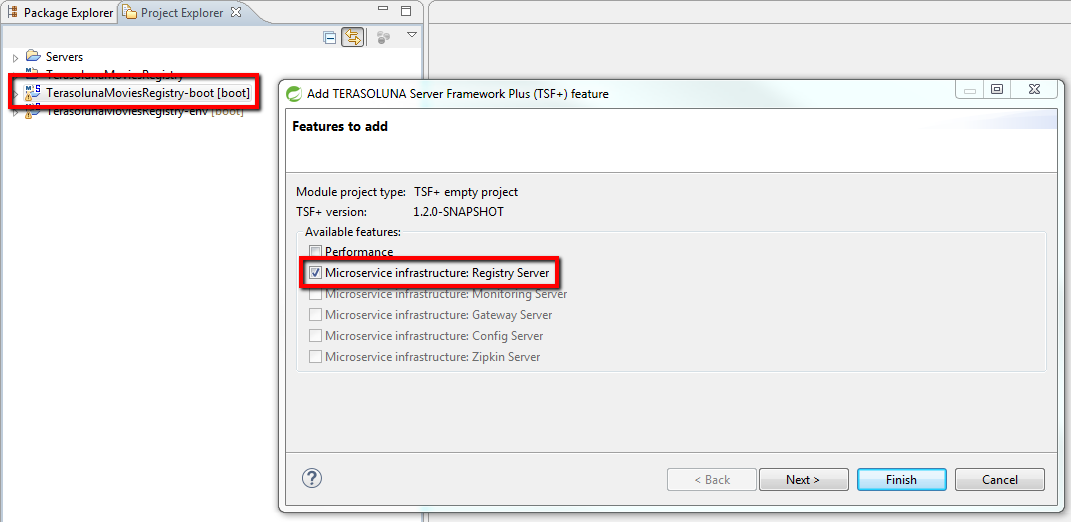 Package Explorer
Project Explorer
Servers
TerasolunaMoviesRegistry
TerasolunaMoviesRegistry-boot [boot]
TerasolunaMoviesRegistry-env [boot]
Add TERASOLUNA Server Framework Plus (TSF+) feature
Features to add
Module project type: TSF+ empty project
TSF+ version: 1.2.0-SNAPSHOT
Available features:
Performance
Microservice infrastructure: Registry Server
Microservice infrastructure: Monitoring Server
Microservice infrastructure: Gateway Server
Microservice infrastructure: Config Server
Microservice infrastructure: Zipkin Server
?
< Back
Next >
Finish
Cancel